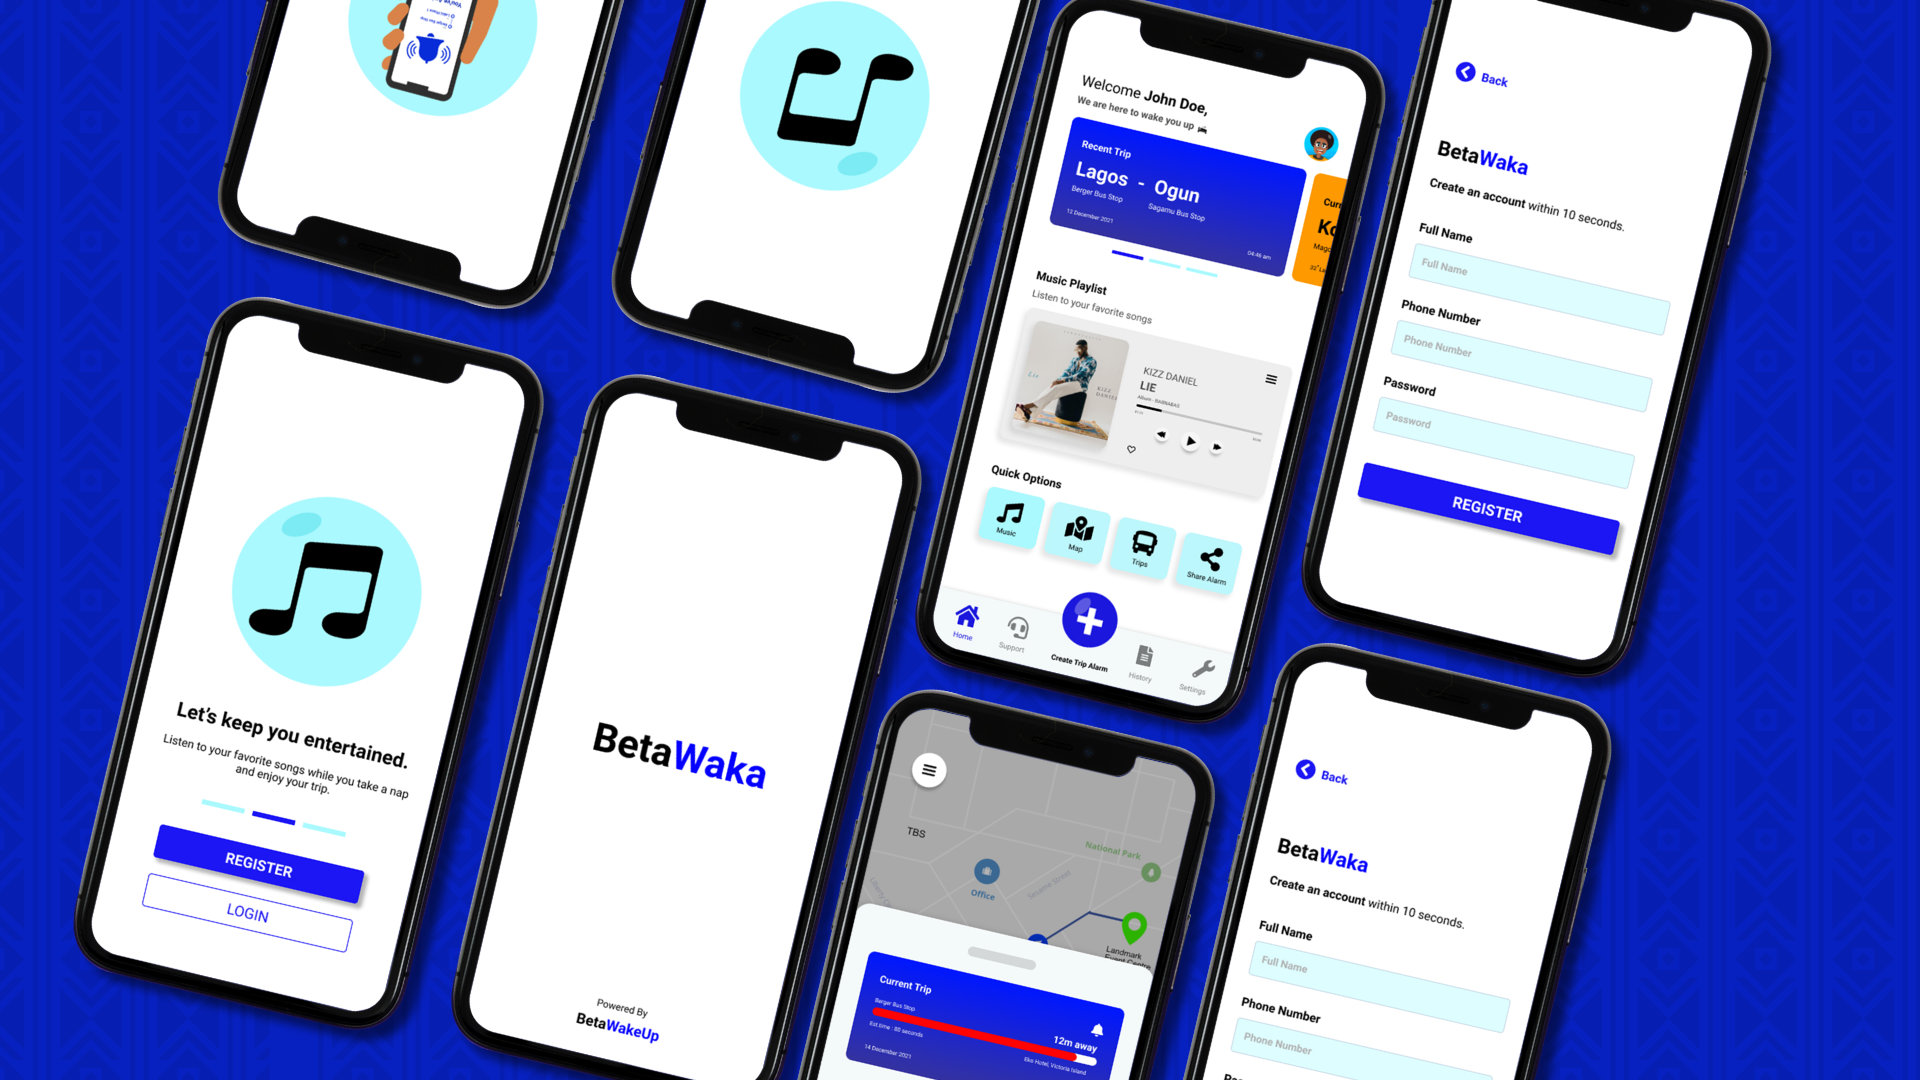 Welcome John Doe,
We are here to wake you up
Recent Trip
Lagos - Ogun
Berger Bus Stop
Sagamu Bus Stop
12 December 2021
04:46 am
Music Playlist
Listen to your favorite songs
KIZZ DANIEL
LIE
Album - BARNABAS
Lie
KIZZ
DANIEL
Quick Options
Music
Map
Trips
Share Alarm
Home
Support
Create Trip Alarm
History
Settings
Back
BetaWaka
Create an account within 10 seconds.
Full Name
Full Name
Phone Number
Phone Number
Password
Password
REGISTER
Let's keep you entertained.
Listen to your favorite songs while you take a nap
and enjoy your trip.
REGISTER
LOGIN
BetaWaka
Powered By
BetaWakeUp
TBS
National Park
Office
Sesame Street
Landmark
Event Centre
Current Trip
Berger Bus Stop
Est.time : 80 seconds
12m away
14 December 2021
Eko Hotel, Victoria Island
Back
BetaWaka
Create an account within 10 seconds.
Full Name
Full Name
Phone Number
Phone Number